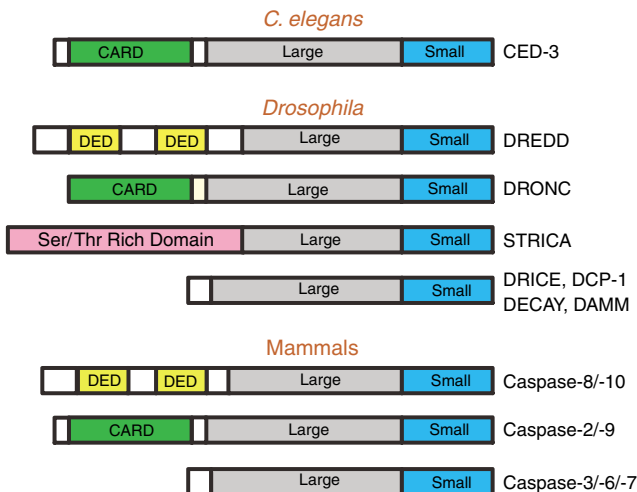 C. elegans
CARD Large Small CED-3
Drosophila
DED DED Large Small DREDD
CARD Large Small DRONC
Ser/Thr Rich Domain Large Small STRICA
Large Small DRICE, DCP-1
DECAY, DAMM
Mammals
DED DED Large Small Caspase-8/-10
CARD Large Small Caspase-2/-9
Large Small Caspase-3/-6/-7